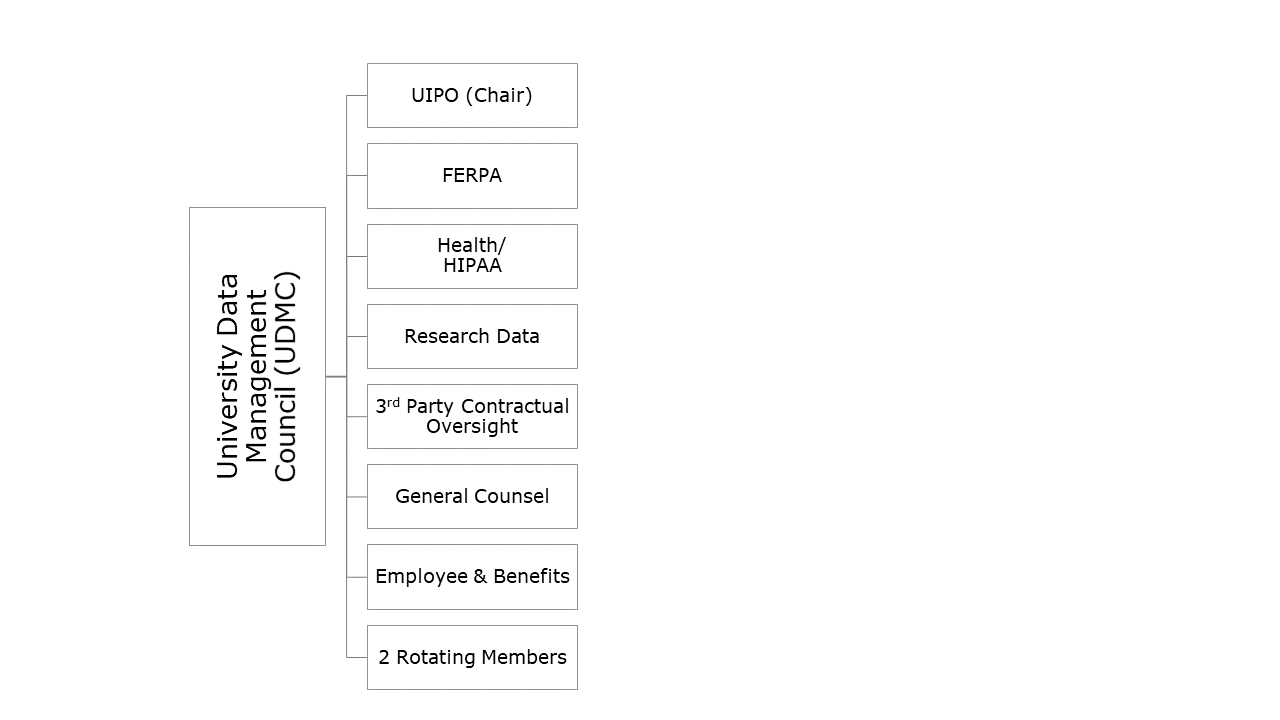 University Data
Management
Council (UDMC)
UIPO (Chair)
FERPA
Health/
HIPAA
Research Data
3rd Party Contractual
Oversight
General Counsel
Employee & Benefits
2 Rotating Members